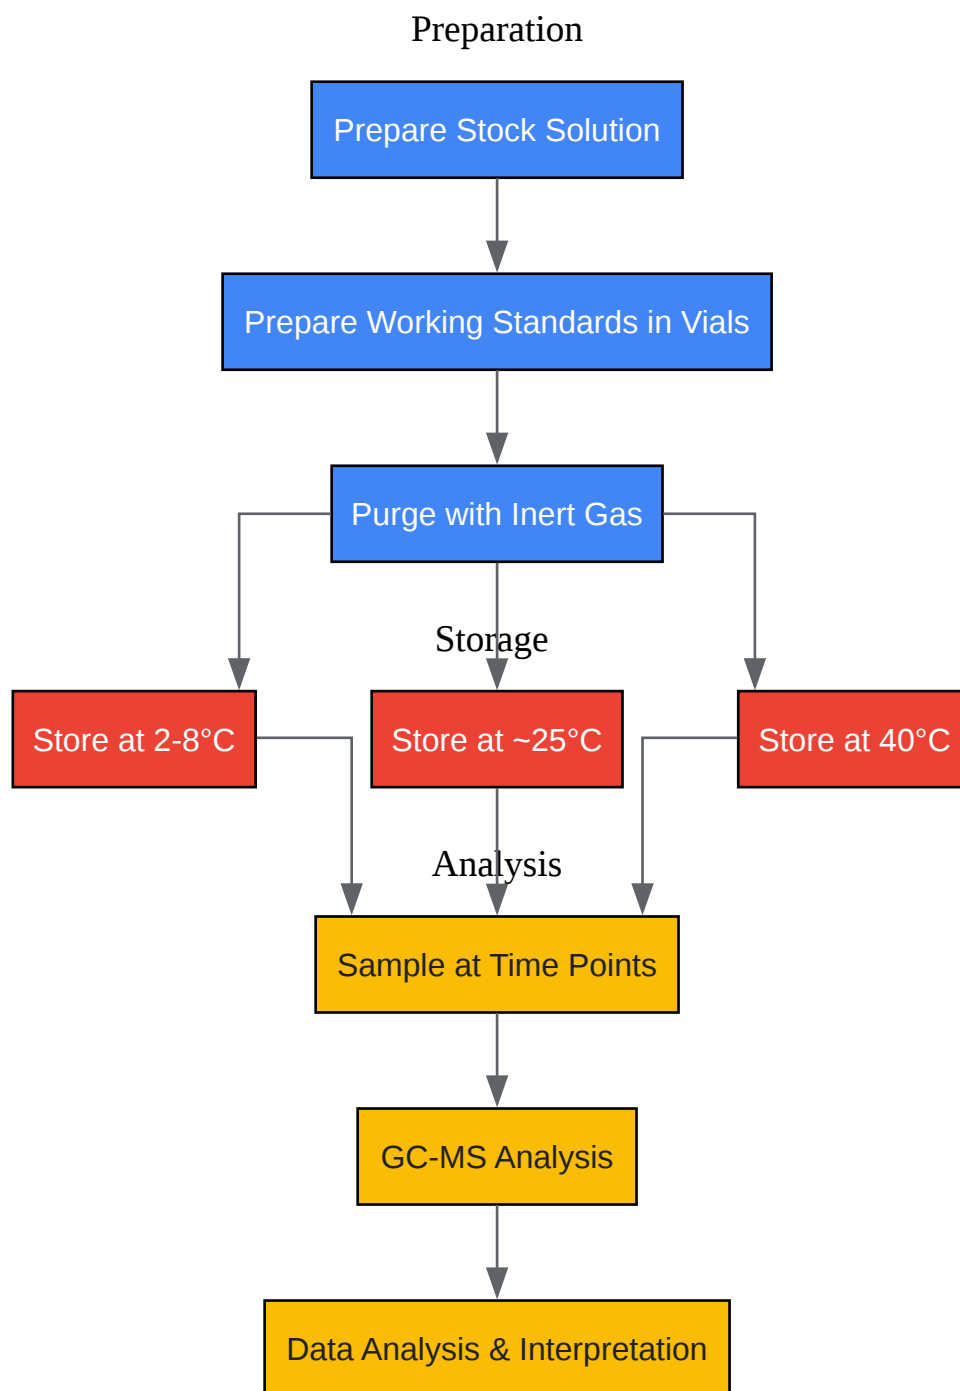 Preparation
Prepare Stock Solution
Prepare Working Standards in Vials
Purge with Inert Gas
Storage
Store at 2-8°C
Store at ~25°C
Store at 40°C
Analysis
Sample at Time Points
GC-MS Analysis
Data Analysis & Interpretation